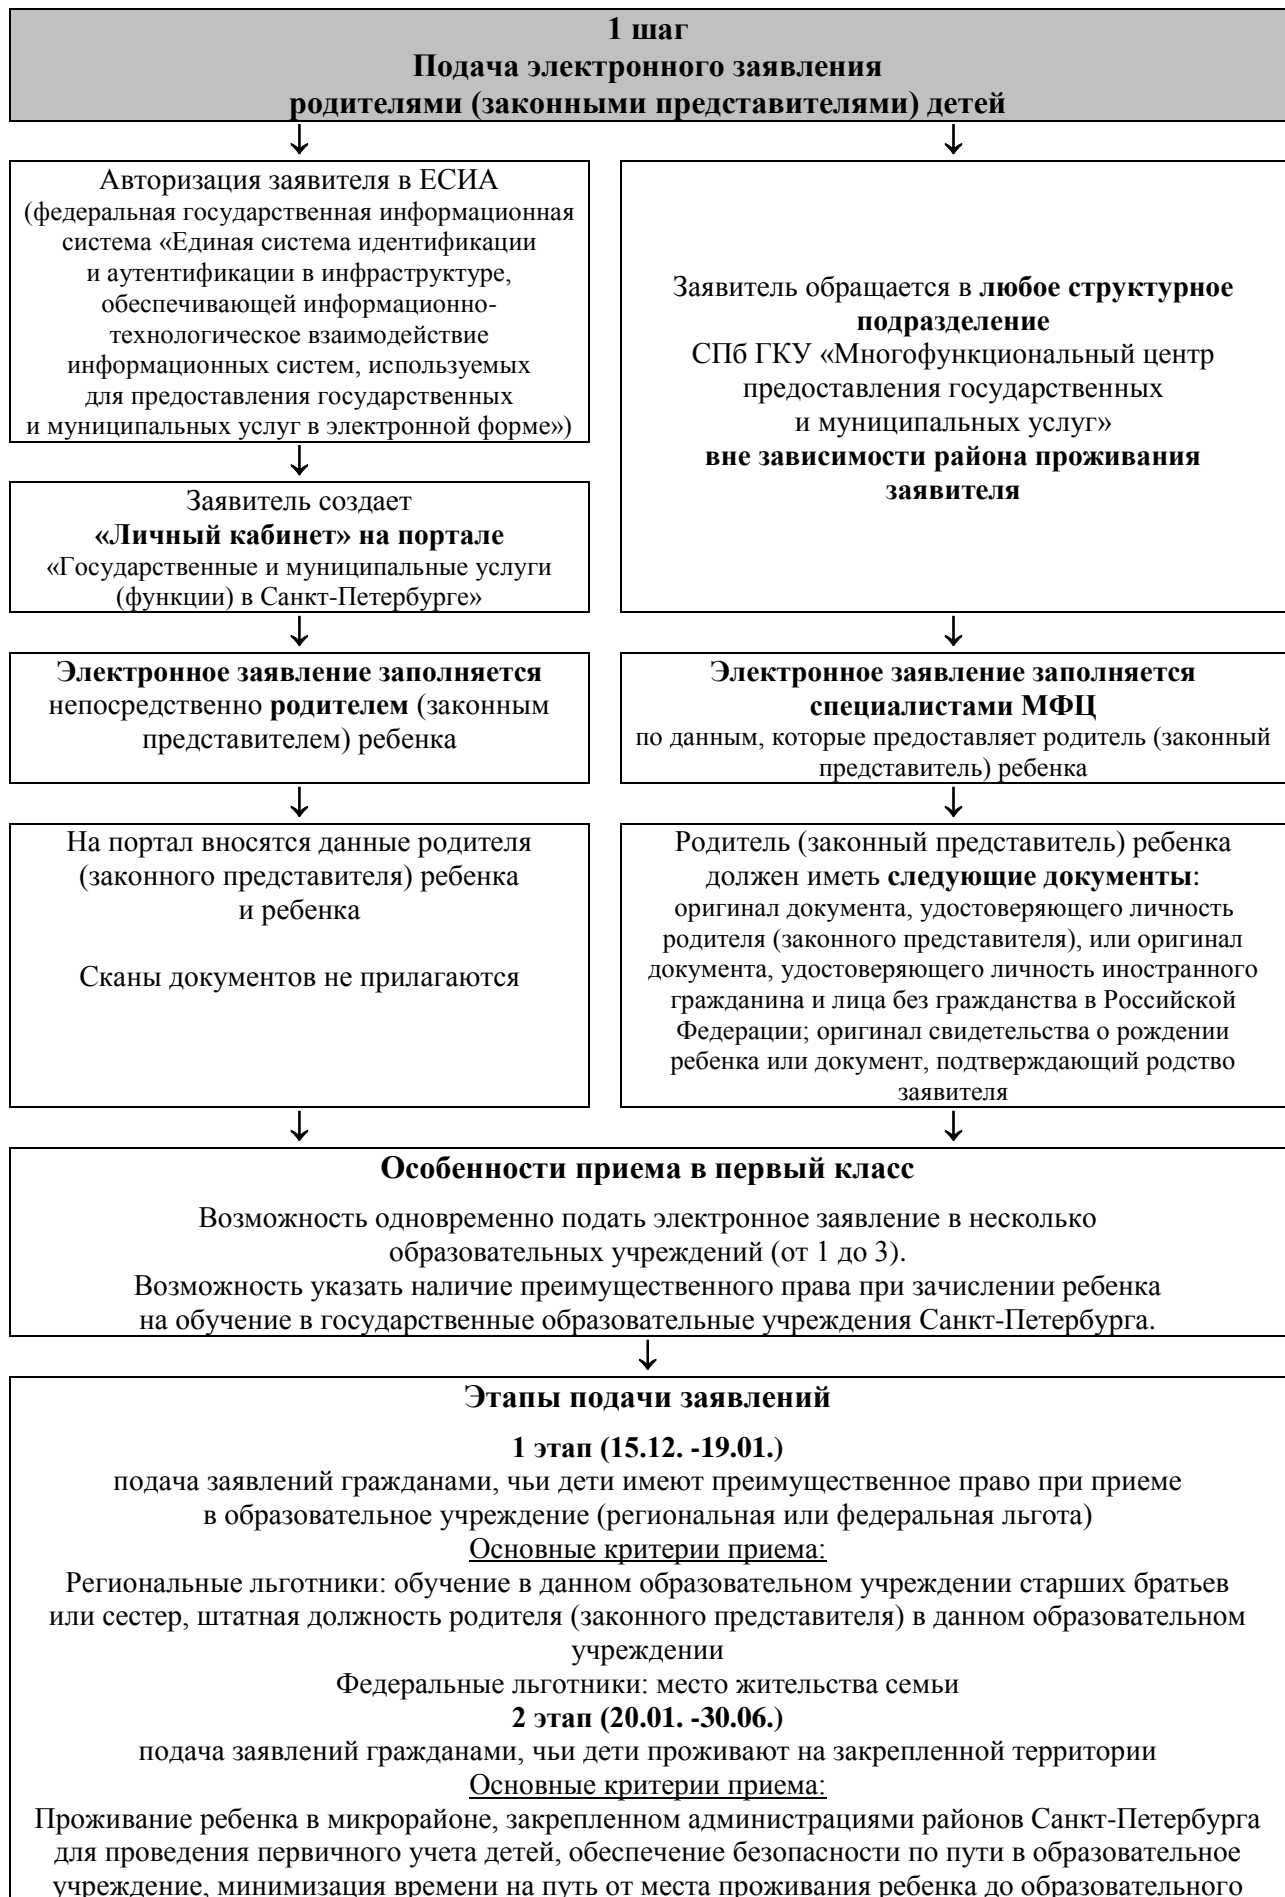 1 шаг
Подача электронного заявления
родителями (законными представителями) детей
↓
↓
Авторизация заявителя в ЕСИА
(федеральная государственная информационная
система «Единая система идентификации
и аутентификации в инфраструктуре,
обеспечивающей информационно-
технологическое взаимодействие
информационных систем, используемых
для предоставления государственных
и муниципальных услуг в электронной форме»)
↓
Заявитель создает
«Личный кабинет» на портале
«Государственные и муниципальные услуги
(функции) в Санкт-Петербурге»
Заявитель обращается в любое структурное
подразделение
СПб ГКУ «Многофункциональный центр
предоставления государственных
и муниципальных услуг»
вне зависимости района проживания
заявителя
↓
↓
Электронное заявление заполняется
непосредственно родителем (законным
представителем) ребенка
Электронное заявление заполняется
специалистами МФЦ
по данным, которые предоставляет родитель (законный
представитель) ребенка
↓
↓
На портал вносятся данные родителя
(законного представителя) ребенка
и ребенка
Сканы документов не прилагаются
Родитель (законный представитель) ребенка
должен иметь следующие документы:
оригинал документа, удостоверяющего личность
родителя (законного представителя), или оригинал
документа, удостоверяющего личность иностранного
гражданина и лица без гражданства в Российской
Федерации; оригинал свидетельства о рождении
ребенка или документ, подтверждающий родство
заявителя
↓
↓
Особенности приема в первый класс
Возможность одновременно подать электронное заявление в несколько
образовательных учреждений (от 1 до 3).
Возможность указать наличие преимущественного права при зачислении ребенка
на обучение в государственные образовательные учреждения Санкт-Петербурга.
↓
Этапы подачи заявлений
1 этап (15.12. -19.01.)
подача заявлений гражданами, чьи дети имеют преимущественное право при приеме
в образовательное учреждение (региональная или федеральная льгота)
Основные критерии приема:
Региональные льготники: обучение в данном образовательном учреждении старших братьев
или сестер, штатная должность родителя (законного представителя) в данном образовательном
учреждении
Федеральные льготники: место жительства семьи
2 этап (20.01. -30.06.)
подача заявлений гражданами, чьи дети проживают на закрепленной территории
Основные критерии приема:
Проживание ребенка в микрорайоне, закрепленном администрациями районов Санкт-Петербурга
для проведения первичного учета детей, обеспечение безопасности по пути в образовательное
учреждение, минимизация времени на путь от места проживания ребенка до образовательного